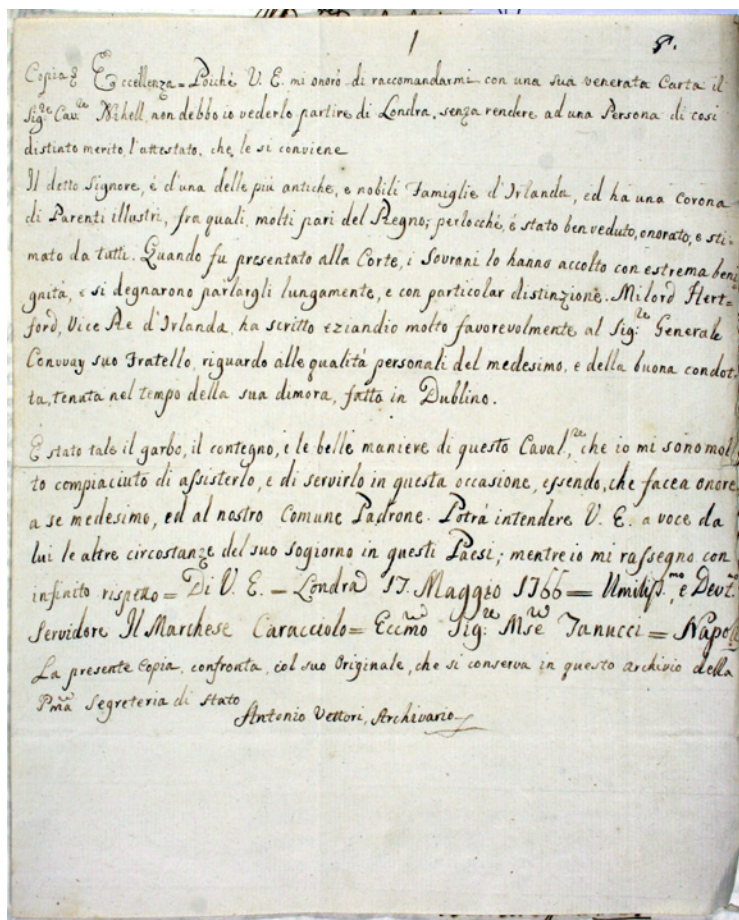 1 8.
Copia = Eccellenza = Poiché V. E. mi onorò di raccomandarmi con una sua venerata Carta il
Sig.re Cav.re Nihell, non debbo io vederlo partire di Londra, senza rendere ad una Persona di così
distinto merito l'attestato, che le si conviene
Il detto Signore, é d'una delle più antiche, e nobili Famiglie d'Irlanda, ed ha una Corona
di Parenti illustri, fra quali, molti pari del Regno; perlocché, é stato ben veduto, onorato, e sti-
mato da tutti. Quando fu presentato alla Corte, i Sovrani lo hanno accolto con estrema beni
gnità, e si degnarono parlargli lungamente, e con particolar distinzione. Milord Hert=
ford, Vice Re d'Irlanda, ha scritto eziandio molto favorevolmente al Sig.re Generale
Convvay suo Fratello, riguardo alle qualità personali del medesimo, e della buona condot=
ta, tenuta nel tempo della sua dimora, fatto in Dublino.
É stato tale il garbo, il contegno, e le belle maniere di questo Caval.re, che io mi sono mol
to compiaciuto di assisterlo, e di servirlo in questa occasione, essendo, che facea onore
a se medesimo, ed al nostro Comune Padrone. Potrà intendere V. E. a voce da
lui le altre circostanze del suo sogiorno in questi Paesi; mentre io mi rassegno con
infinito rispetto = Di V. E. = Londra 17. Maggio 1766 = Umiliss.mo, e Devt.mo
Servidore Il Marchese Caracciolo = Eccmo Sig.re Mse Tanucci = Napoli
La presente Copia, confronta, col suo Originale, che si conserva in questo archivio della
Pma Segreteria di Stato
Antonio Vettori, Archivario